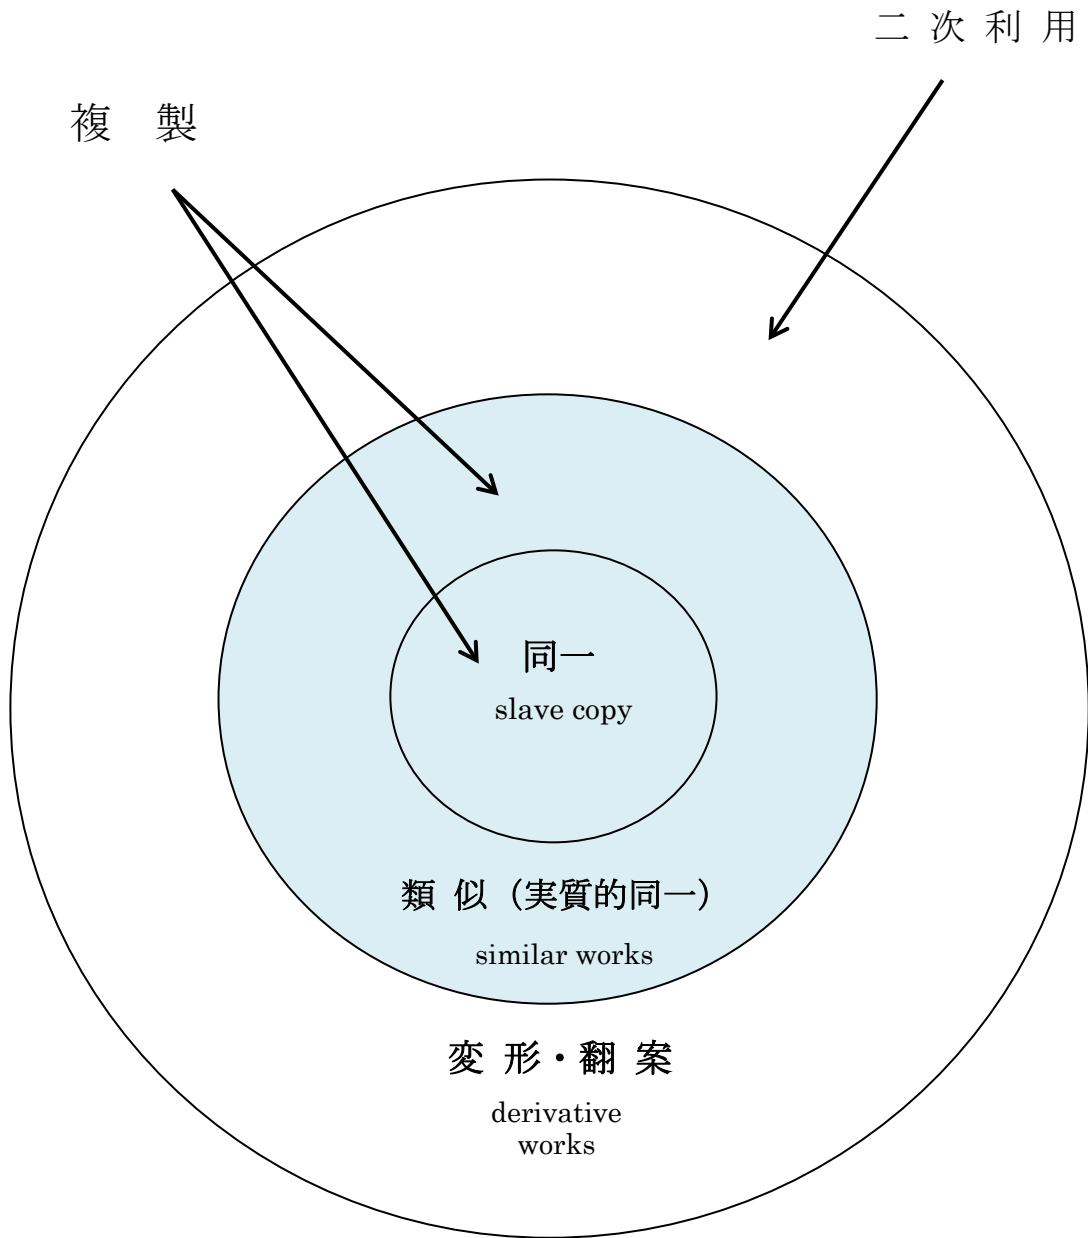 二 次 利 用
複 製
同一
slave copy
類 似（実質的同一）
similar works
変 形・翻 案
derivative
works